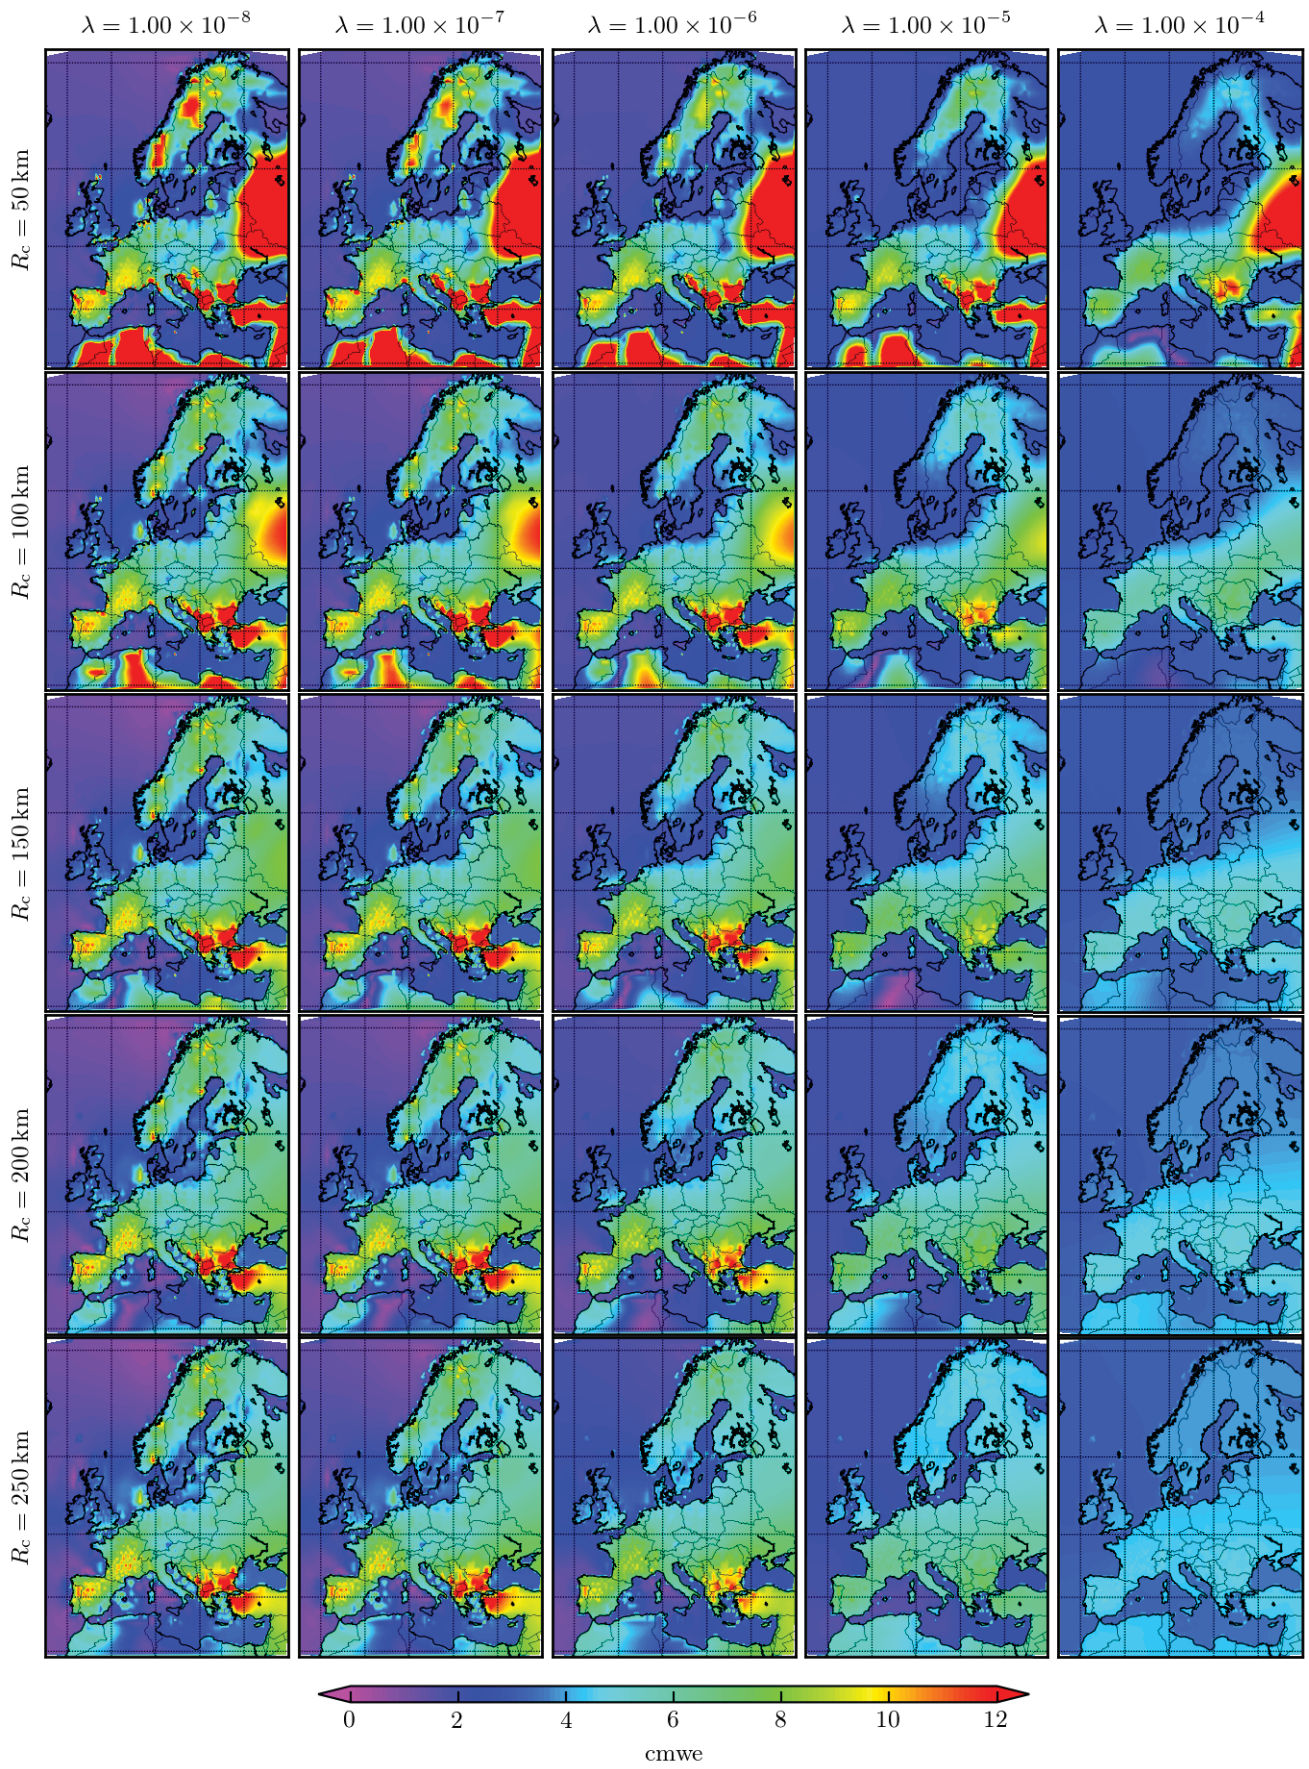 λ = 1.00 × 10⁻⁸ λ = 1.00 × 10⁻⁷ λ = 1.00 × 10⁻⁶ λ = 1.00 × 10⁻⁵ λ = 1.00 × 10⁻⁴
R_c = 50 km
R_c = 100 km
R_c = 150 km
R_c = 200 km
R_c = 250 km
0 2 4 6 8 10 12
cmwe